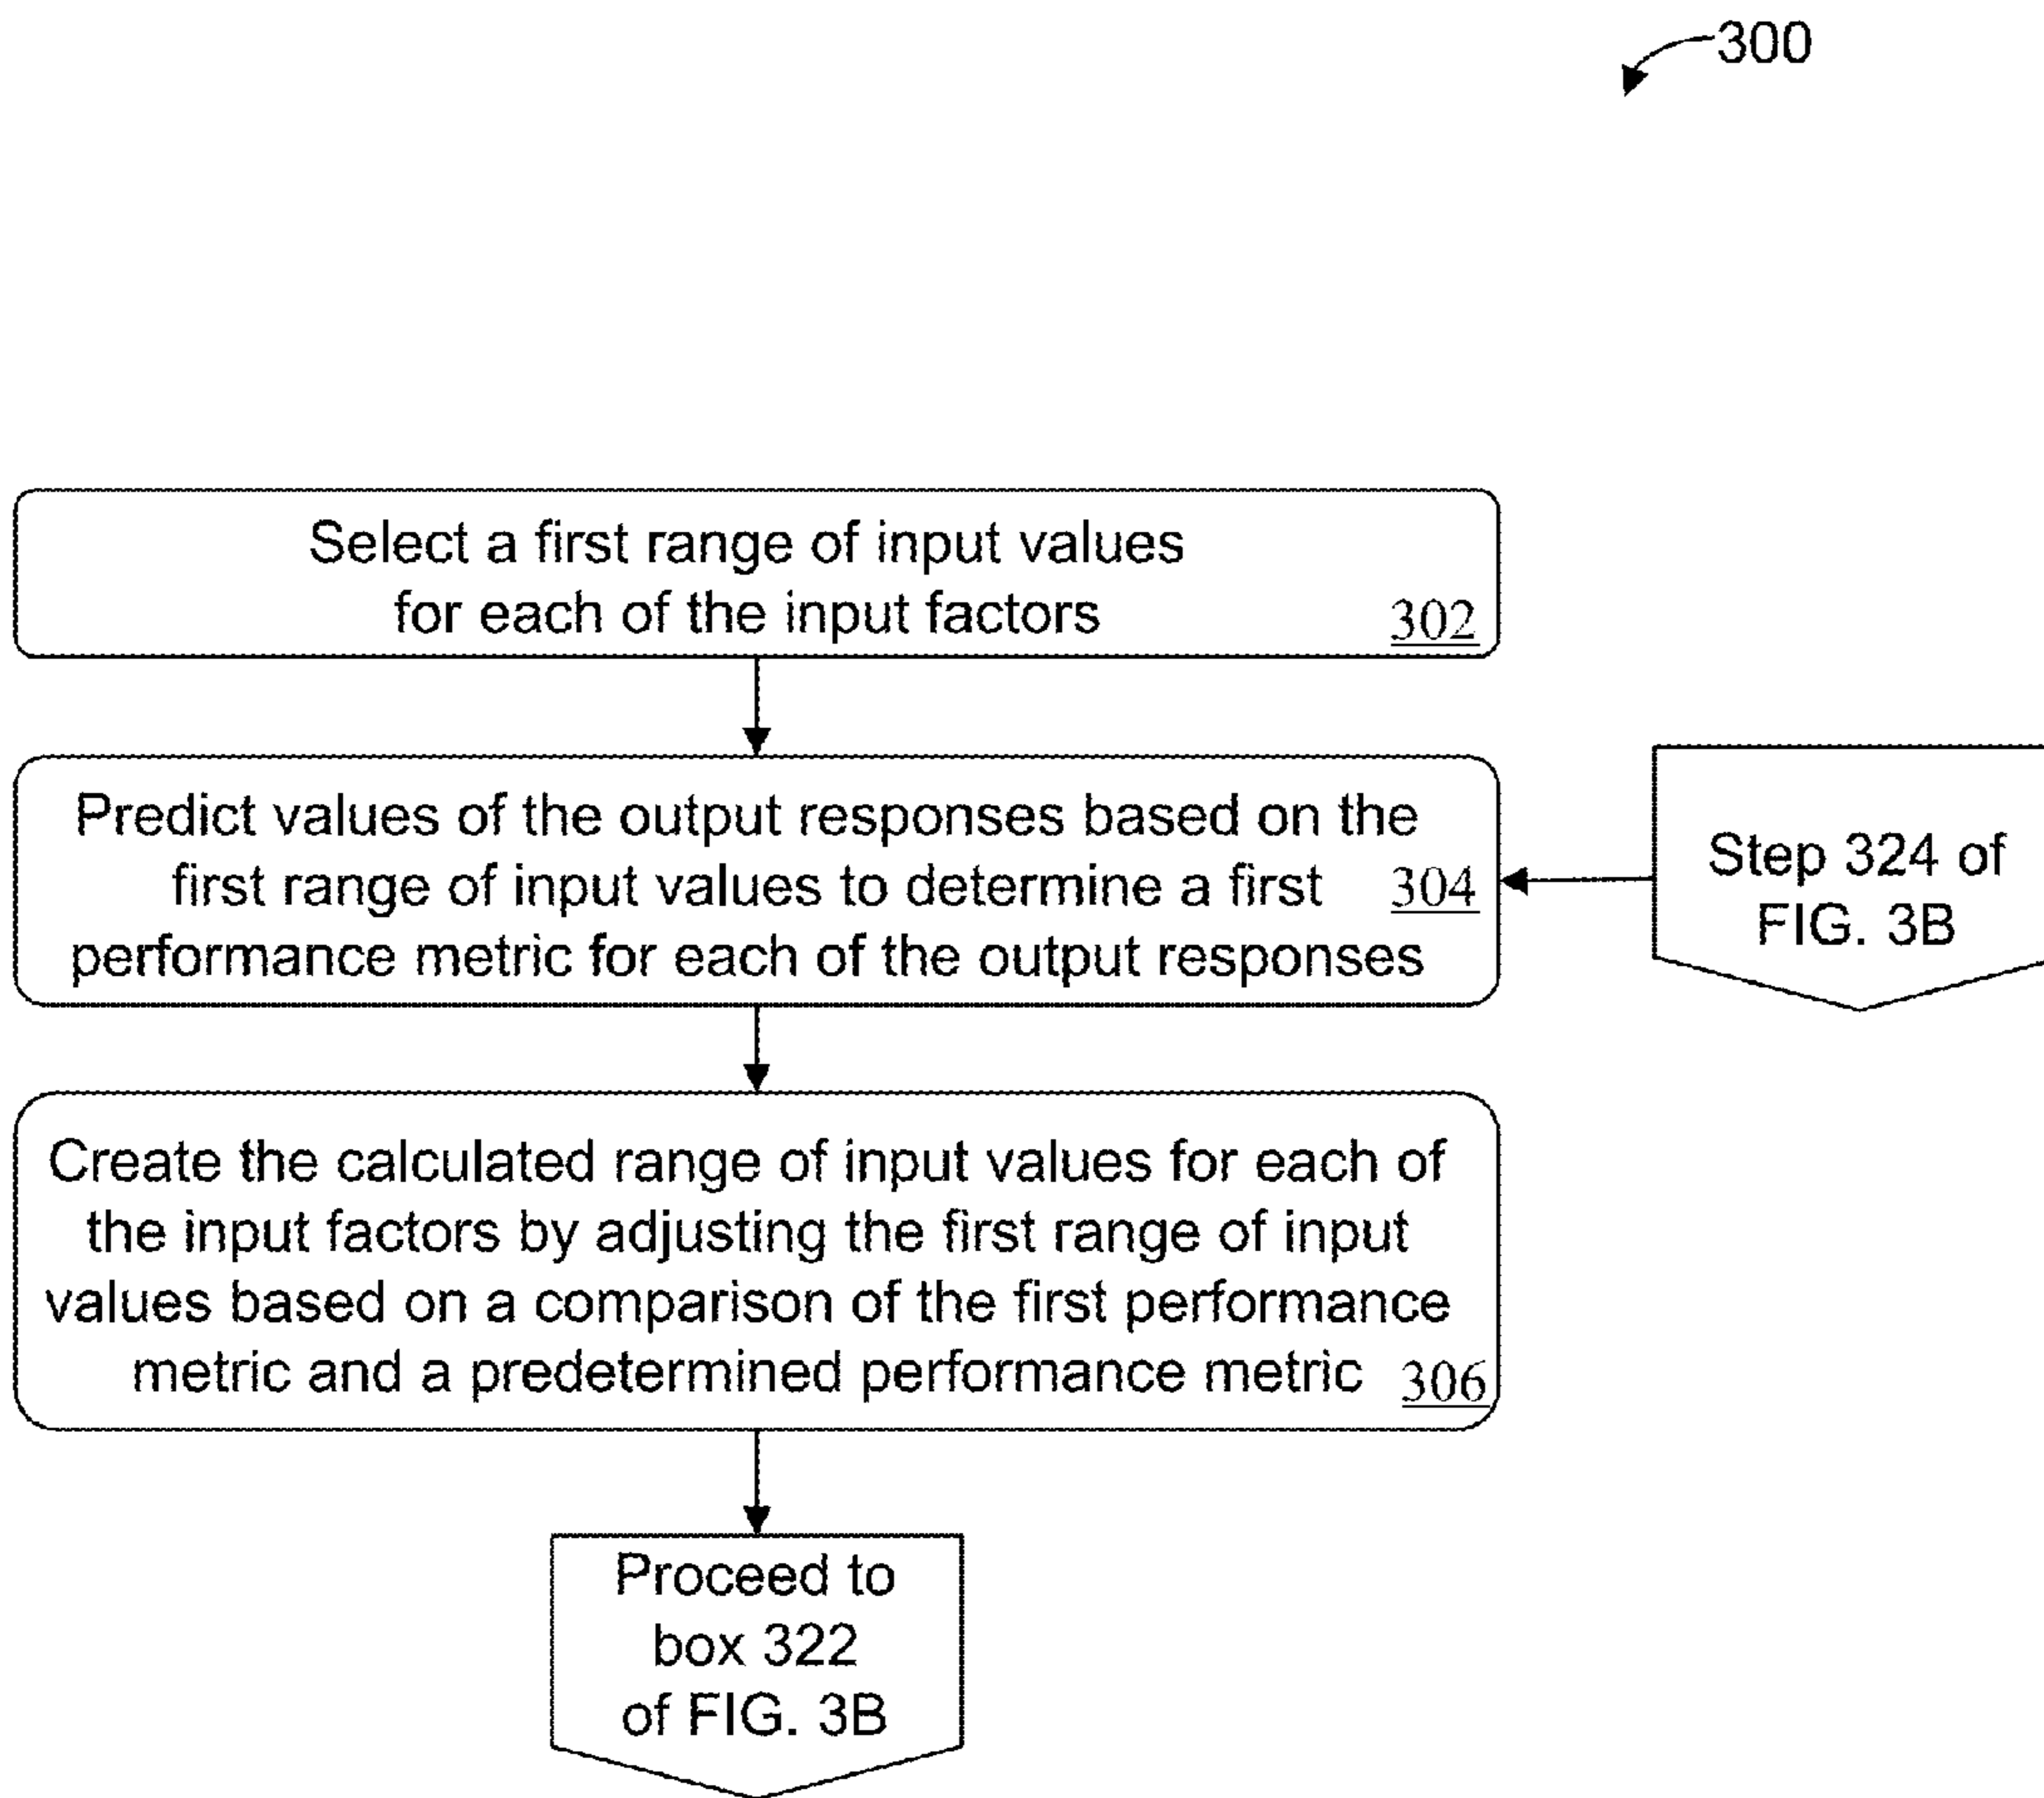 300
Select a first range of input values
for each of the input factors
302
Predict values of the output responses based on the
first range of input values to determine a first
304
performance metric for each of the output responses
Step 324 of
FIG. 3B
Create the calculated range of input values for each of
the input factors by adjusting the first range of input
values based on a comparison of the first performance
metric and a predetermined performance metric
306
Proceed to
box 322
of FIG. 3B